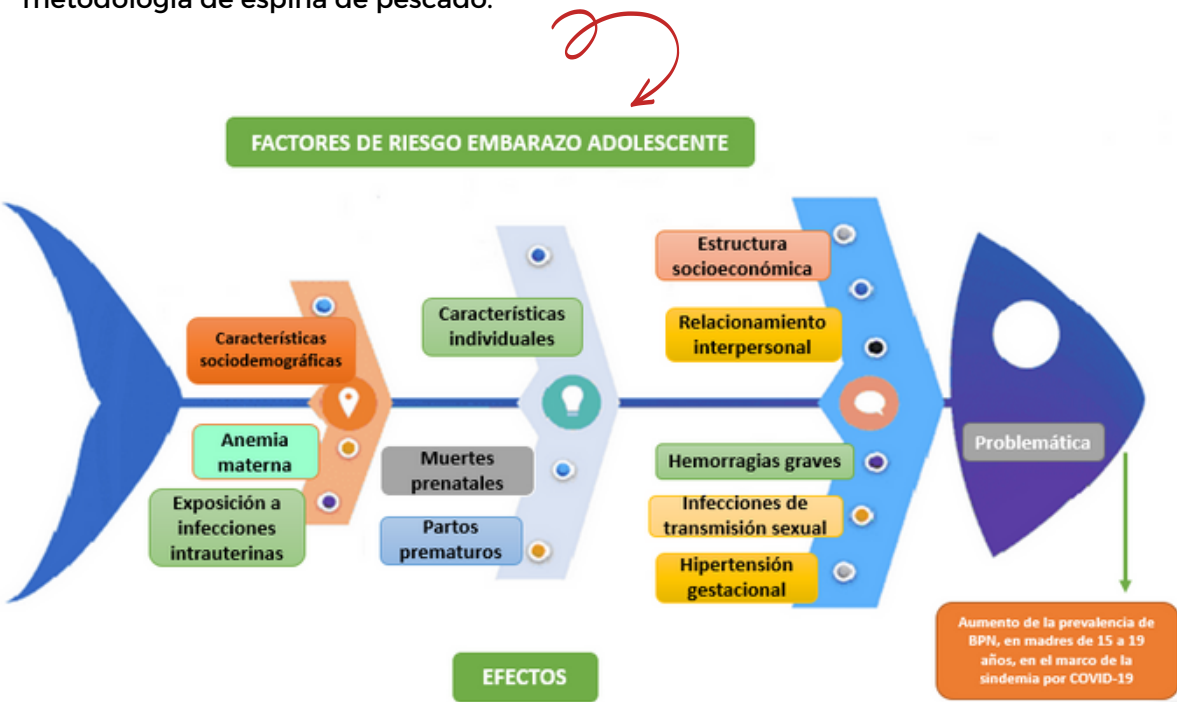 metodología de espina de pescado.
FACTORES DE RIESGO EMBARAZO ADOLESCENTE
Características
sociodemográficas
Características
individuales
Estructura
socioeconómica
Relacionamiento
interpersonal
Anemia
materna
Exposición a
infecciones
intrauterinas
Muertes
prenatales
Partos
prematuros
Hemorragias graves
Infecciones de
transmisión sexual
Hipertensión
gestacional
Problemática
Aumento de la prevalencia de
BPN, en madres de 15 a 19
años, en el marco de la
sindemia por COVID-19
EFECTOS